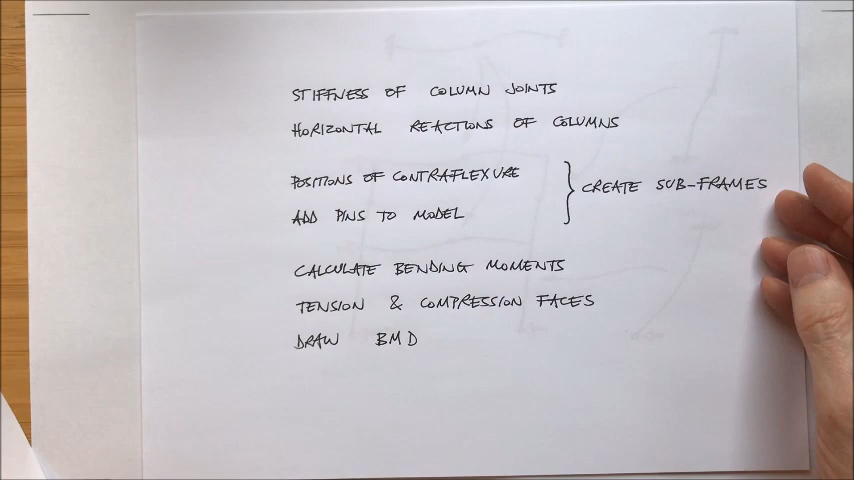 STIFFNESS OF COLUMN JOINTS
HORIZONTAL REACTIONS OF COLUMNS
POSITIONS OF CONTRAFLEXURE
ADD PINS TO MODEL
} CREATE SUB-FRAMES
CALCULATE BENDING MOMENTS
TENSION & COMPRESSION FACES
DRAW BMD